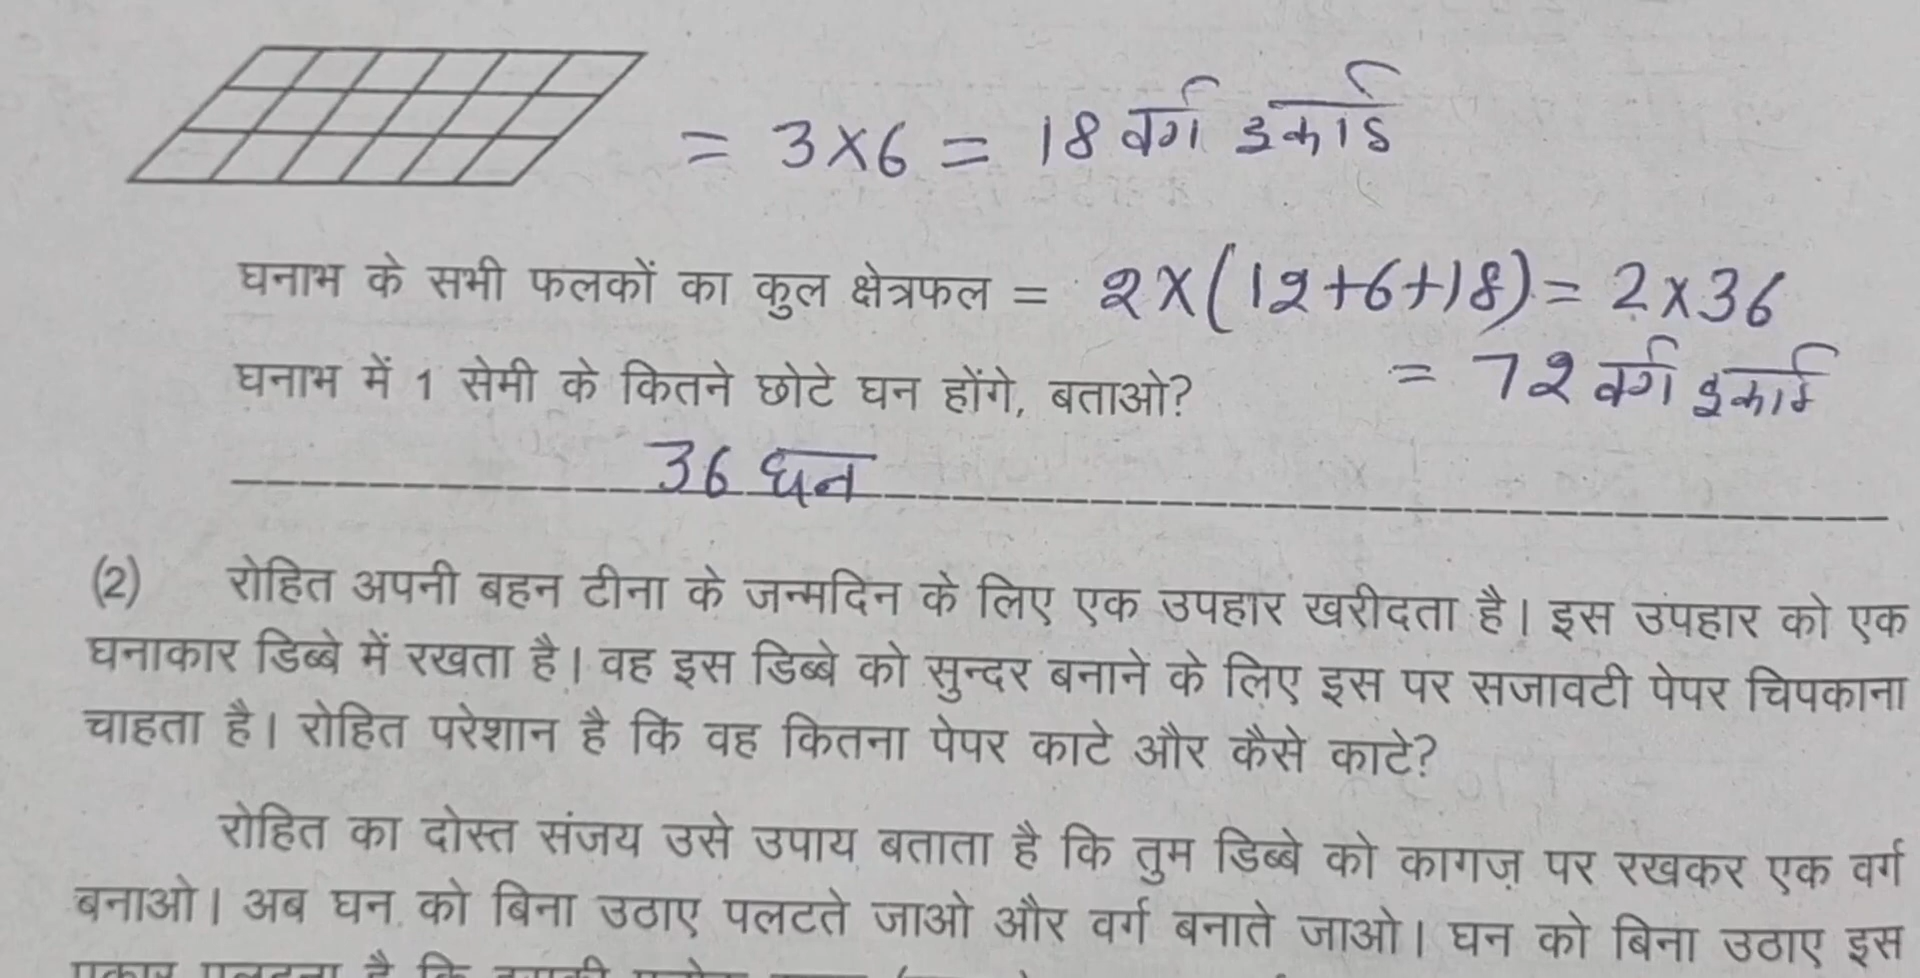 = 3×6 = 18 वर्ग इकाई
घनाभ के सभी फलकों का कुल क्षेत्रफल = 2×(12+6+18) = 2×36
घनाभ में 1 सेमी के कितने छोटे घन होंगे, बताओ? = 72 वर्ग इकाई
36 घन
(2) रोहित अपनी बहन टीना के जन्मदिन के लिए एक उपहार खरीदता है। इस उपहार को एक
घनाकार डिब्बे में रखता है। वह इस डिब्बे को सुन्दर बनाने के लिए इस पर सजावटी पेपर चिपकाना
चाहता है। रोहित परेशान है कि वह कितना पेपर काटे और कैसे काटे?
रोहित का दोस्त संजय उसे उपाय बताता है कि तुम डिब्बे को कागज़ पर रखकर एक वर्ग
बनाओ। अब घन को बिना उठाए पलटते जाओ और वर्ग बनाते जाओ। घन को बिना उठाए इस